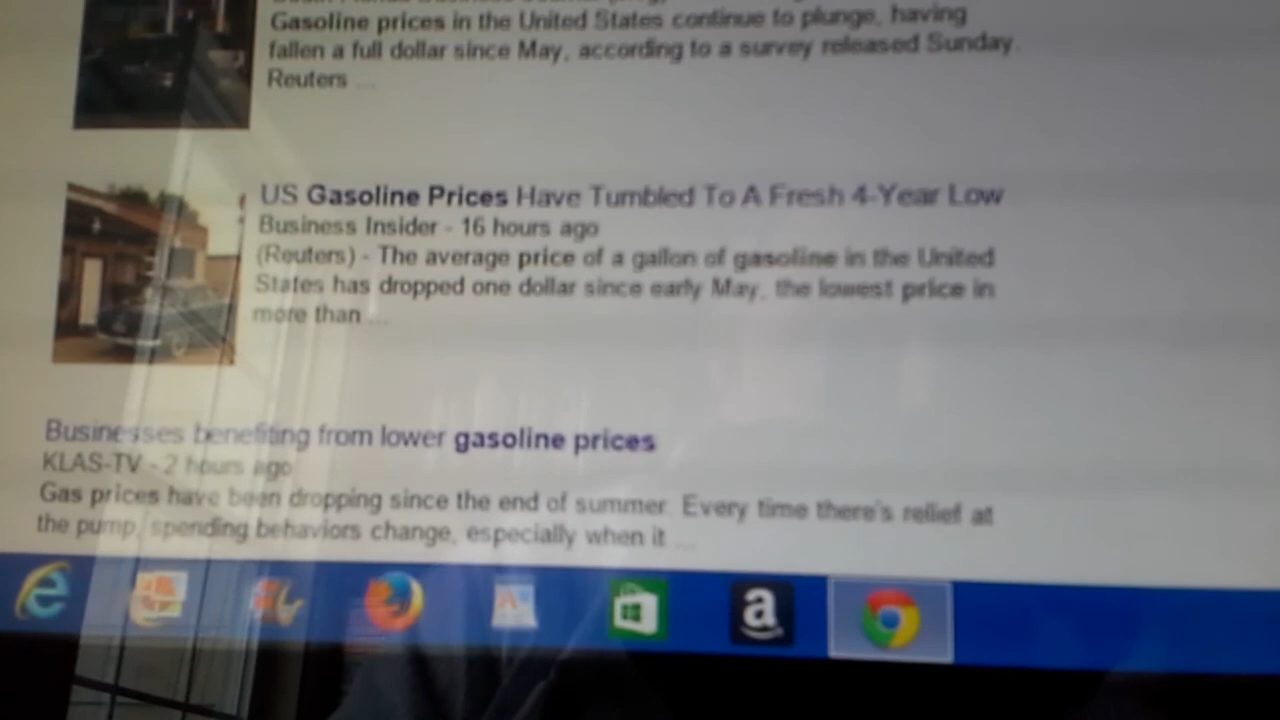 Gasoline prices in the United States continue to plunge, having
fallen a full dollar since May, according to a survey released Sunday.
Reuters ...
US Gasoline Prices Have Tumbled To A Fresh 4-Year Low
Business Insider - 16 hours ago
(Reuters) - The average price of a gallon of gasoline in the United
States has dropped one dollar since early May, the lowest price in
more than ...
Businesses benefiting from lower gasoline prices
KLAS-TV - 2 hours ago
Gas prices have been dropping since the end of summer. Every time there's relief at
the pump, spending behaviors change, especially when it ...
a